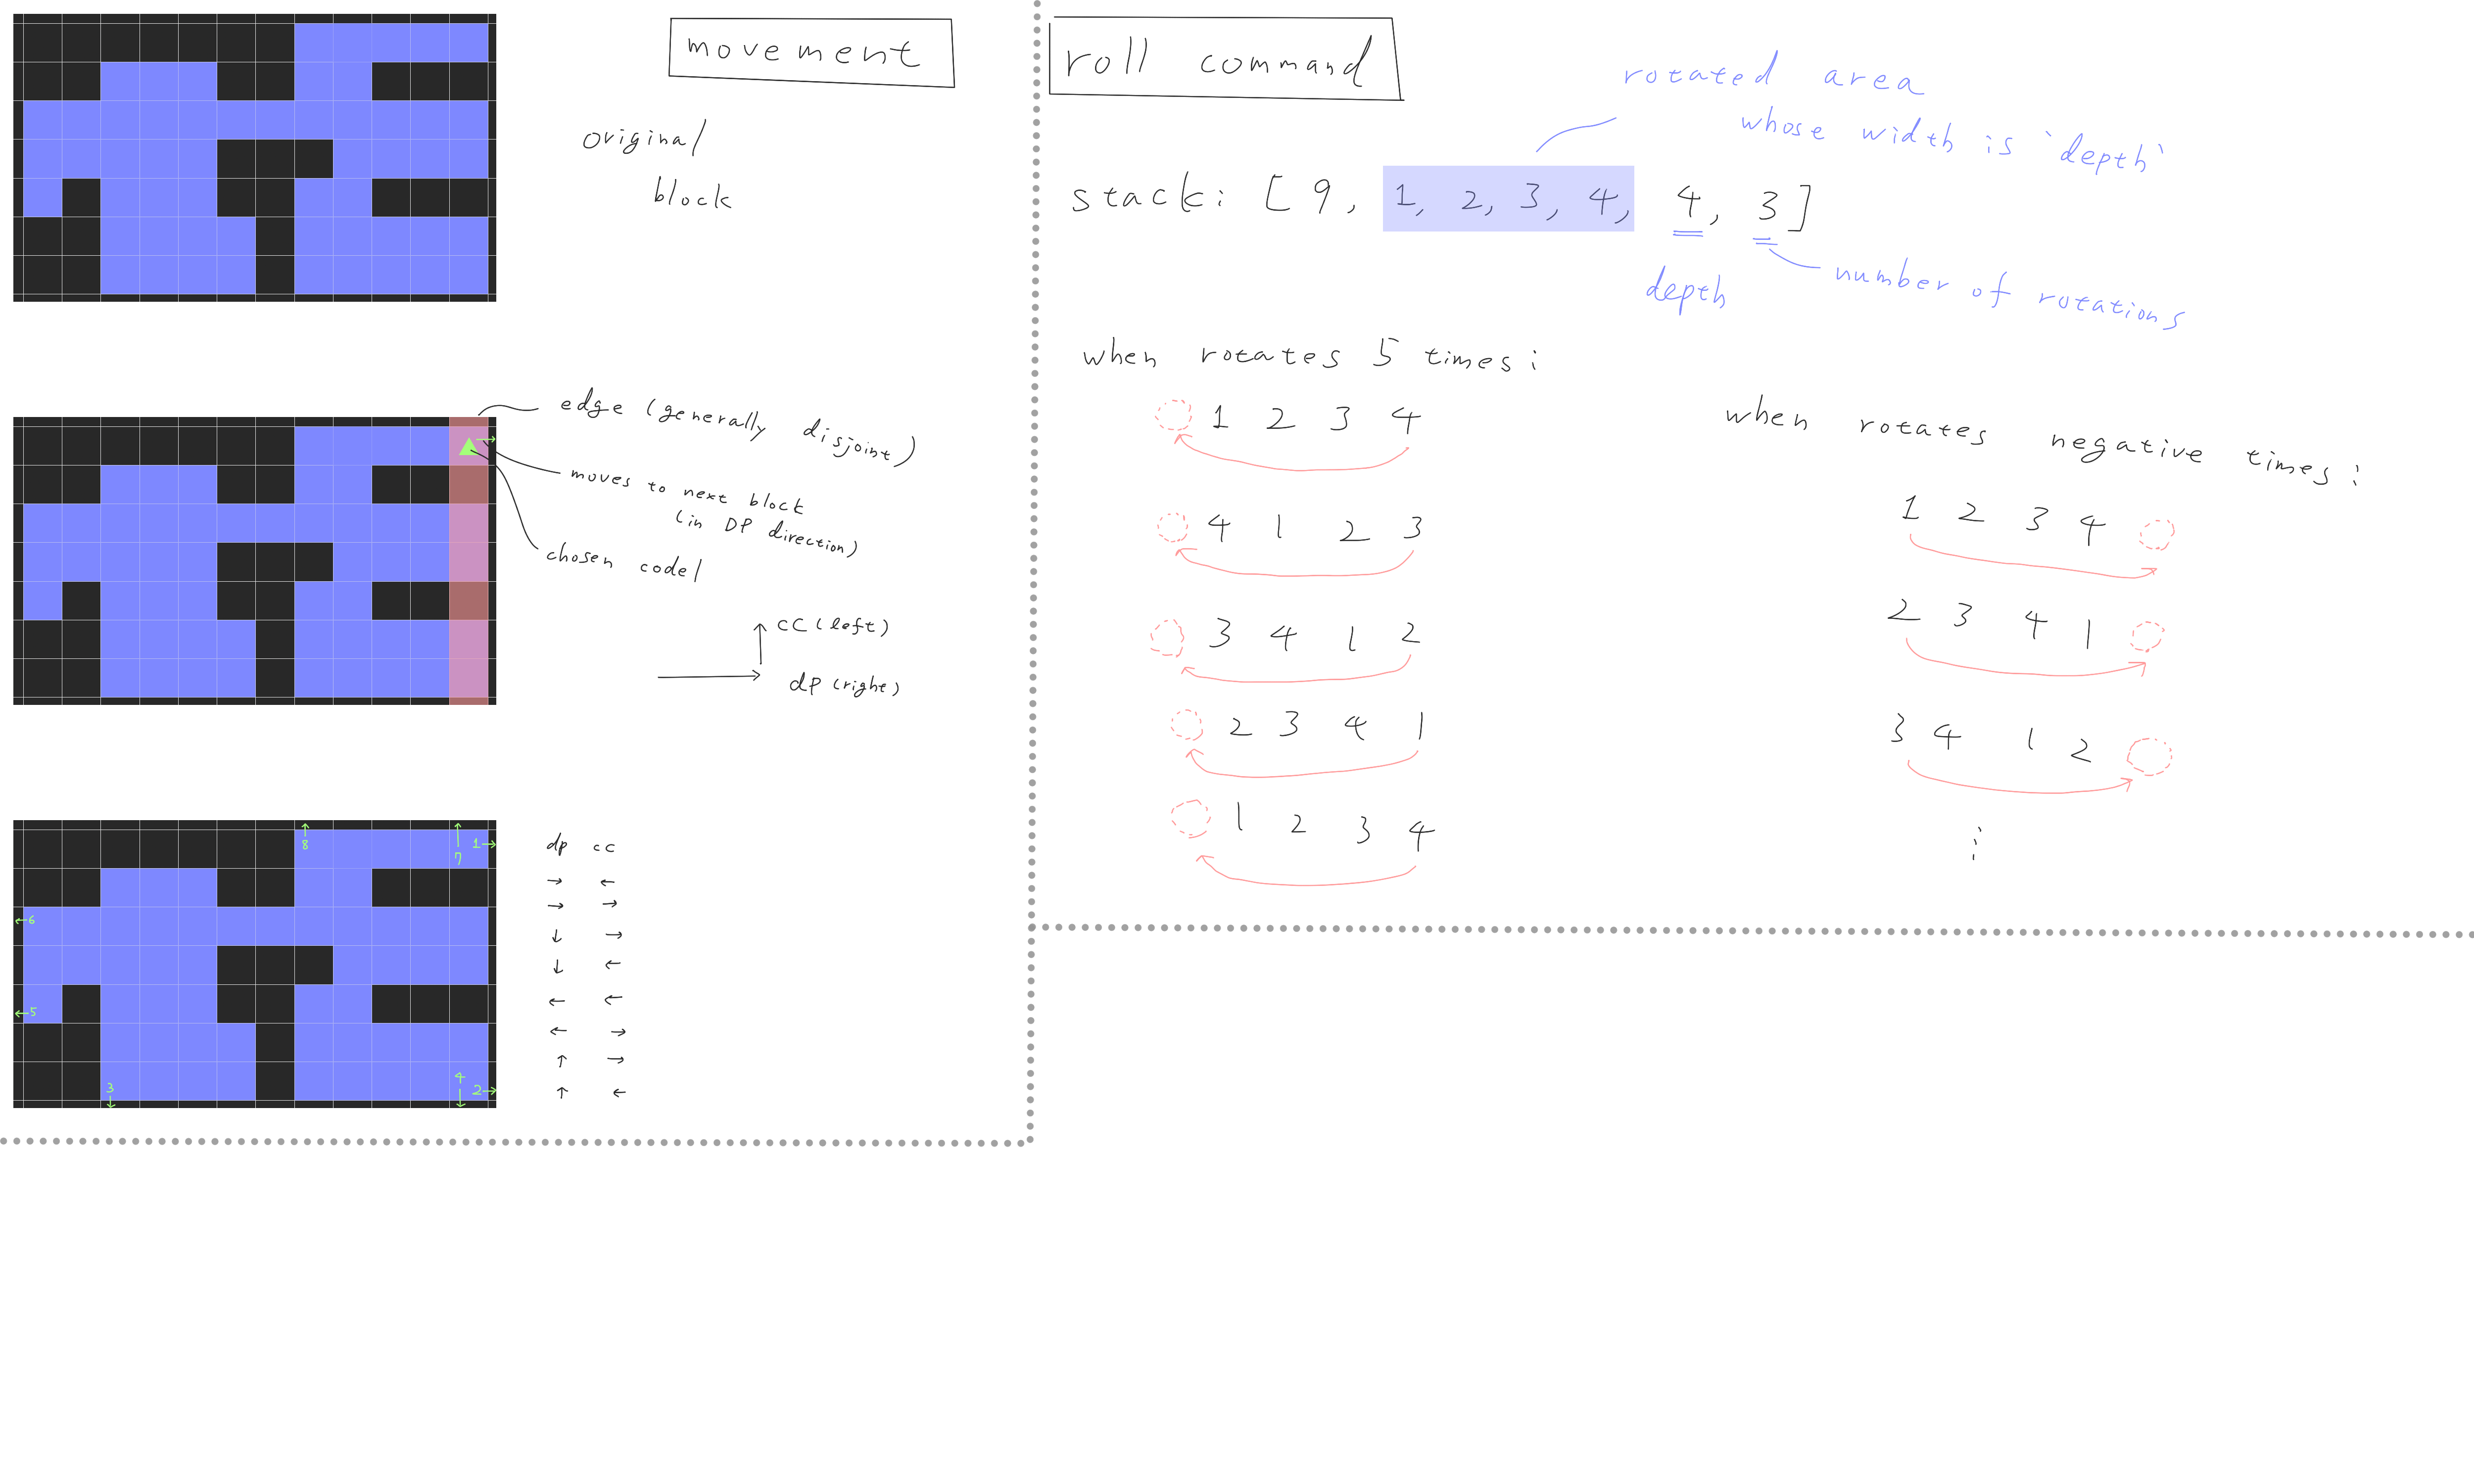 movement
original
block
edge (generally disjoint)
moves to next block
(in DP direction)
chosen codel
cc (left)
dp (right)
8
7
1→
←6
←5
3
4
2→
dp cc
→ ←
→ →
↓ →
↓ ←
← ←
← →
↑ →
↑ ←
roll command
rotated area
whose width is `depth`
stack: [ 9, 1, 2, 3, 4, 4, 3 ]
depth
number of rotations
when rotates 5 times:
1 2 3 4
4 1 2 3
3 4 1 2
2 3 4 1
1 2 3 4
when rotates negative times:
1 2 3 4
2 3 4 1
3 4 1 2
⋮